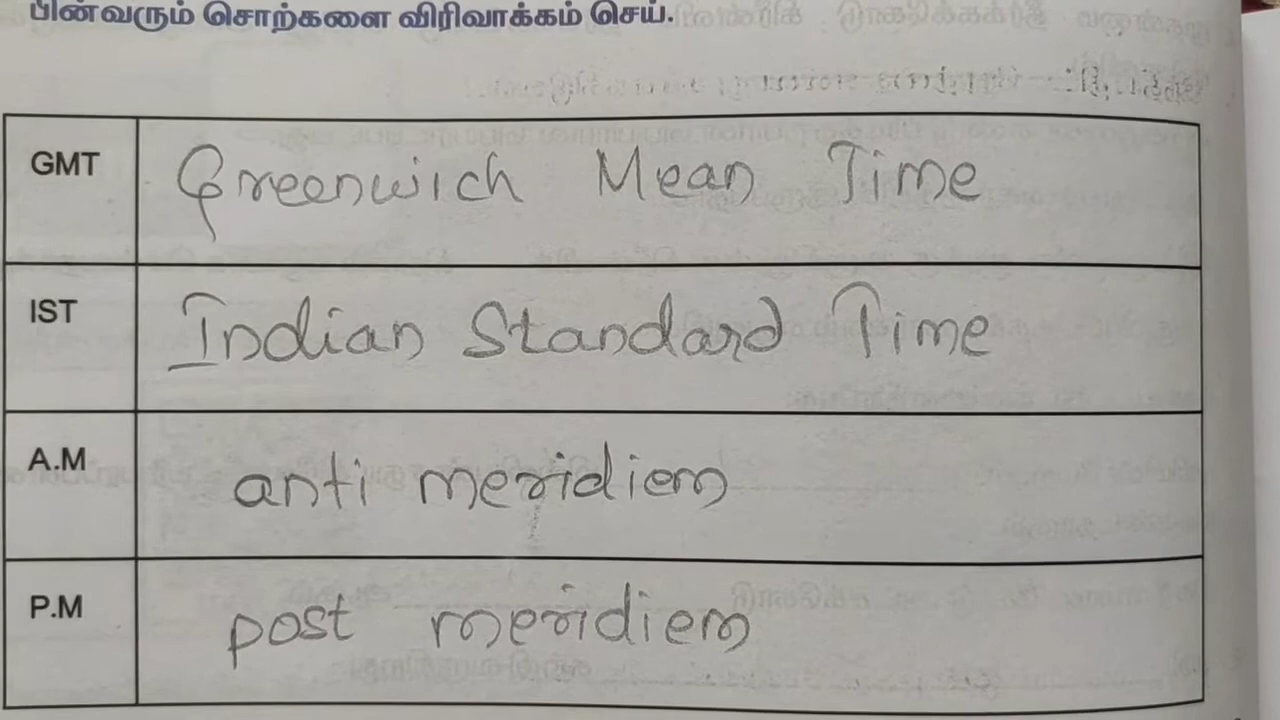 பின்வரும் சொற்களை விரிவாக்கம் செய்.
GMT Greenwich Mean Time
IST Indian Standard Time
A.M anti meridiem
P.M post meridiem